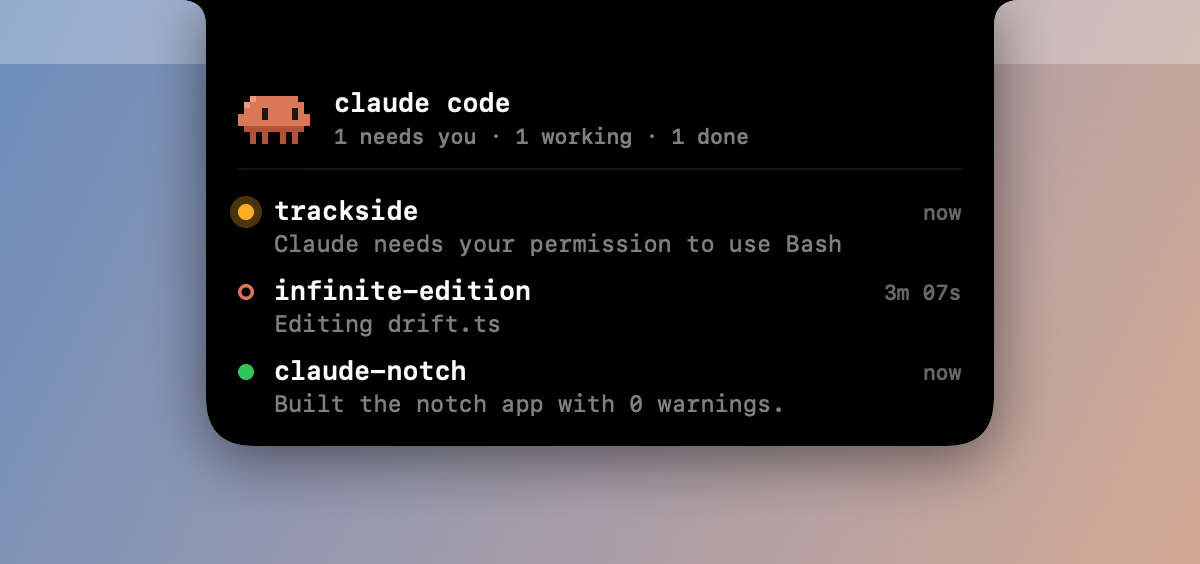 claude code
1 needs you · 1 working · 1 done
trackside now
Claude needs your permission to use Bash
infinite-edition 3m 07s
Editing drift.ts
claude-notch now
Built the notch app with 0 warnings.